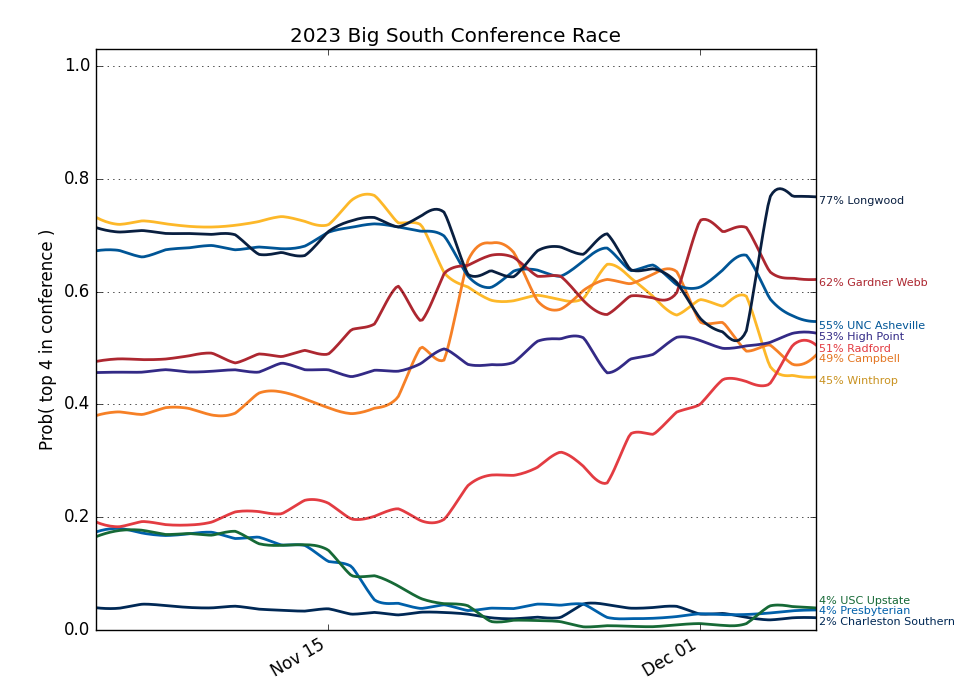 2023 Big South Conference Race
Prob( top 4 in conference )
1.0
0.8
0.6
0.4
0.2
0.0
Nov 15
Dec 01
77% Longwood
62% Gardner Webb
55% UNC Asheville
53% High Point
51% Radford
49% Campbell
45% Winthrop
4% USC Upstate
4% Presbyterian
2% Charleston Southern